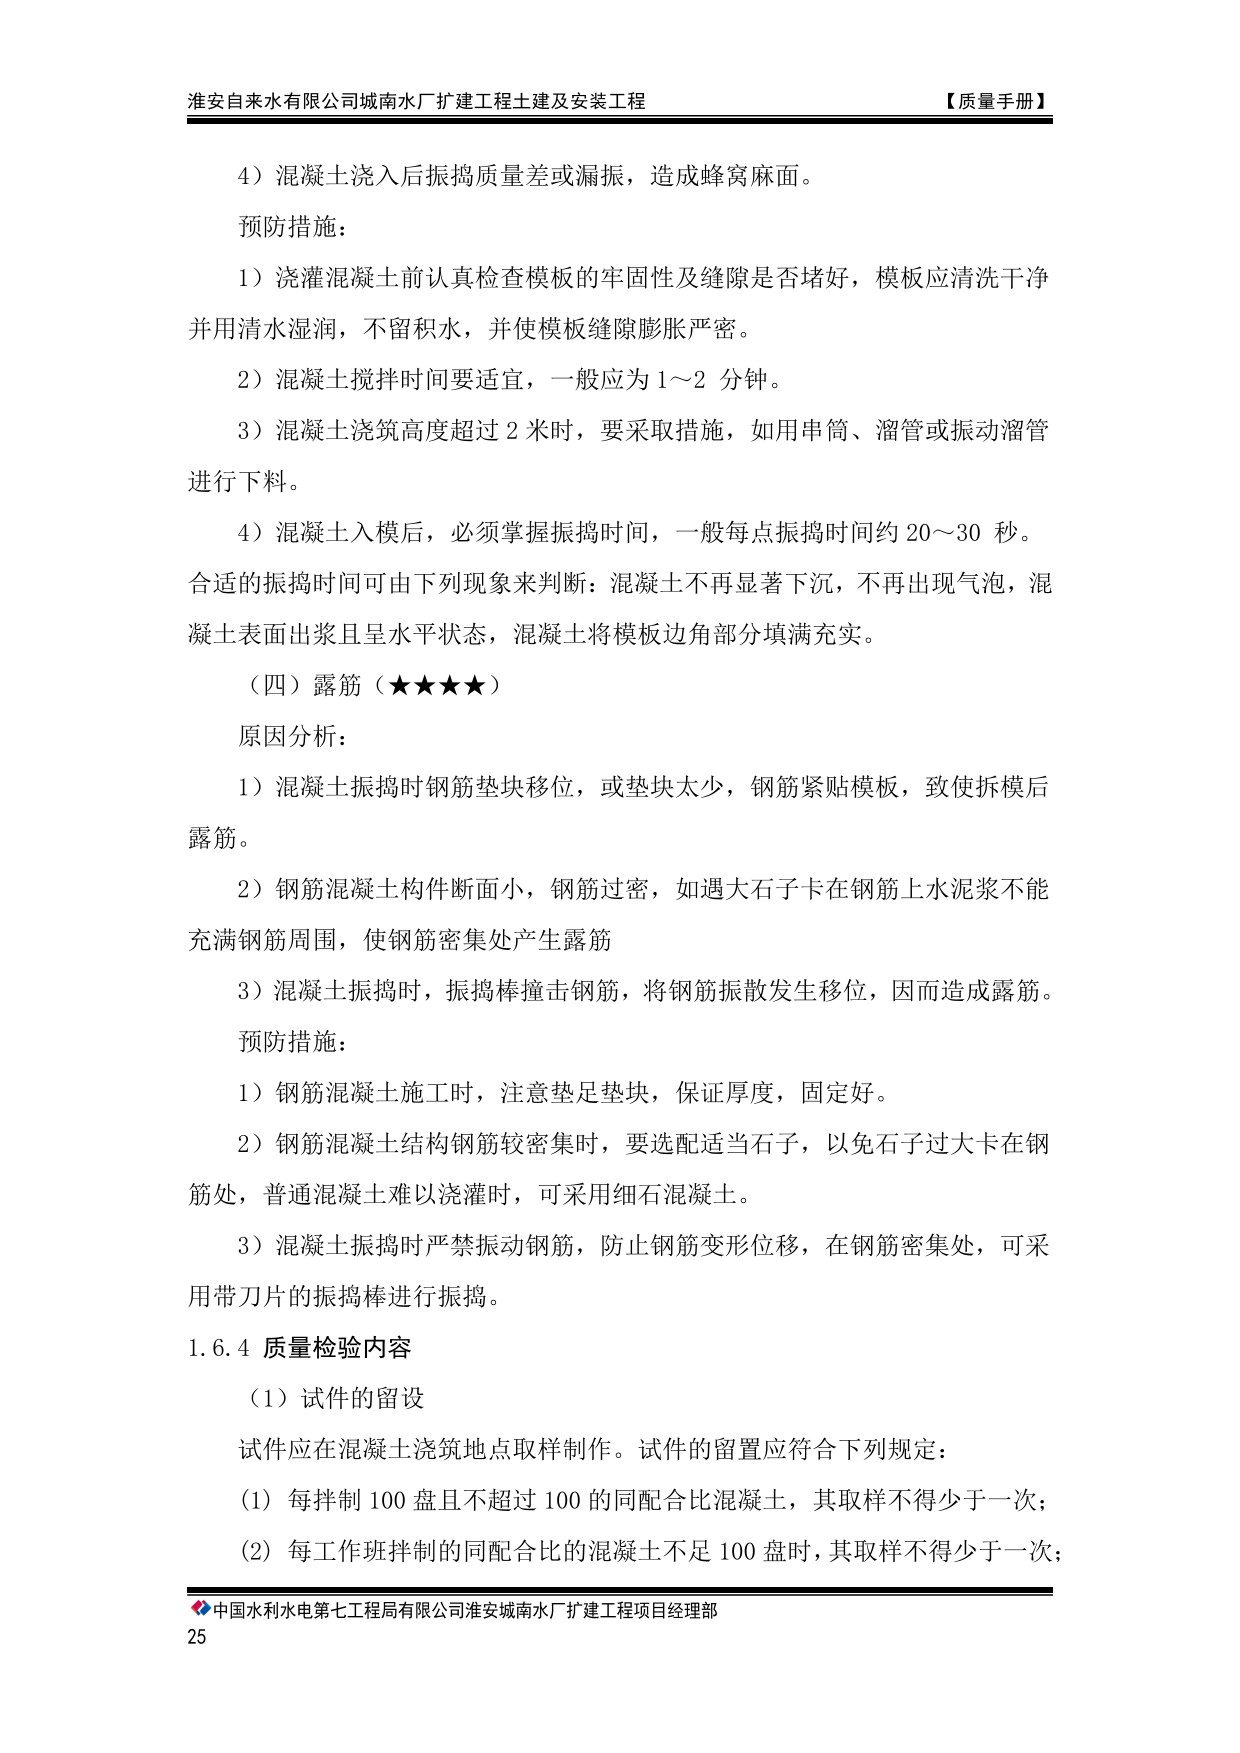 淮安自来水有限公司城南水厂扩建工程土建及安装工程 【质量手册】
4）混凝土浇入后振捣质量差或漏振，造成蜂窝麻面。
预防措施：
1）浇灌混凝土前认真检查模板的牢固性及缝隙是否堵好，模板应清洗干净
并用清水湿润，不留积水，并使模板缝隙膨胀严密。
2）混凝土搅拌时间要适宜，一般应为 1～2 分钟。
3）混凝土浇筑高度超过 2 米时，要采取措施，如用串筒、溜管或振动溜管
进行下料。
4）混凝土入模后，必须掌握振捣时间，一般每点振捣时间约 20～30 秒。
合适的振捣时间可由下列现象来判断：混凝土不再显著下沉，不再出现气泡，混
凝土表面出浆且呈水平状态，混凝土将模板边角部分填满充实。
（四）露筋（★★★★）
原因分析：
1）混凝土振捣时钢筋垫块移位，或垫块太少，钢筋紧贴模板，致使拆模后
露筋。
2）钢筋混凝土构件断面小，钢筋过密，如遇大石子卡在钢筋上水泥浆不能
充满钢筋周围，使钢筋密集处产生露筋
3）混凝土振捣时，振捣棒撞击钢筋，将钢筋振散发生移位，因而造成露筋。
预防措施：
1）钢筋混凝土施工时，注意垫足垫块，保证厚度，固定好。
2）钢筋混凝土结构钢筋较密集时，要选配适当石子，以免石子过大卡在钢
筋处，普通混凝土难以浇灌时，可采用细石混凝土。
3）混凝土振捣时严禁振动钢筋，防止钢筋变形位移，在钢筋密集处，可采
用带刀片的振捣棒进行振捣。
1.6.4 质量检验内容
（1）试件的留设
试件应在混凝土浇筑地点取样制作。试件的留置应符合下列规定：
(1) 每拌制 100 盘且不超过 100 的同配合比混凝土，其取样不得少于一次；
(2) 每工作班拌制的同配合比的混凝土不足 100 盘时，其取样不得少于一次；
中国水利水电第七工程局有限公司淮安城南水厂扩建工程项目经理部
25